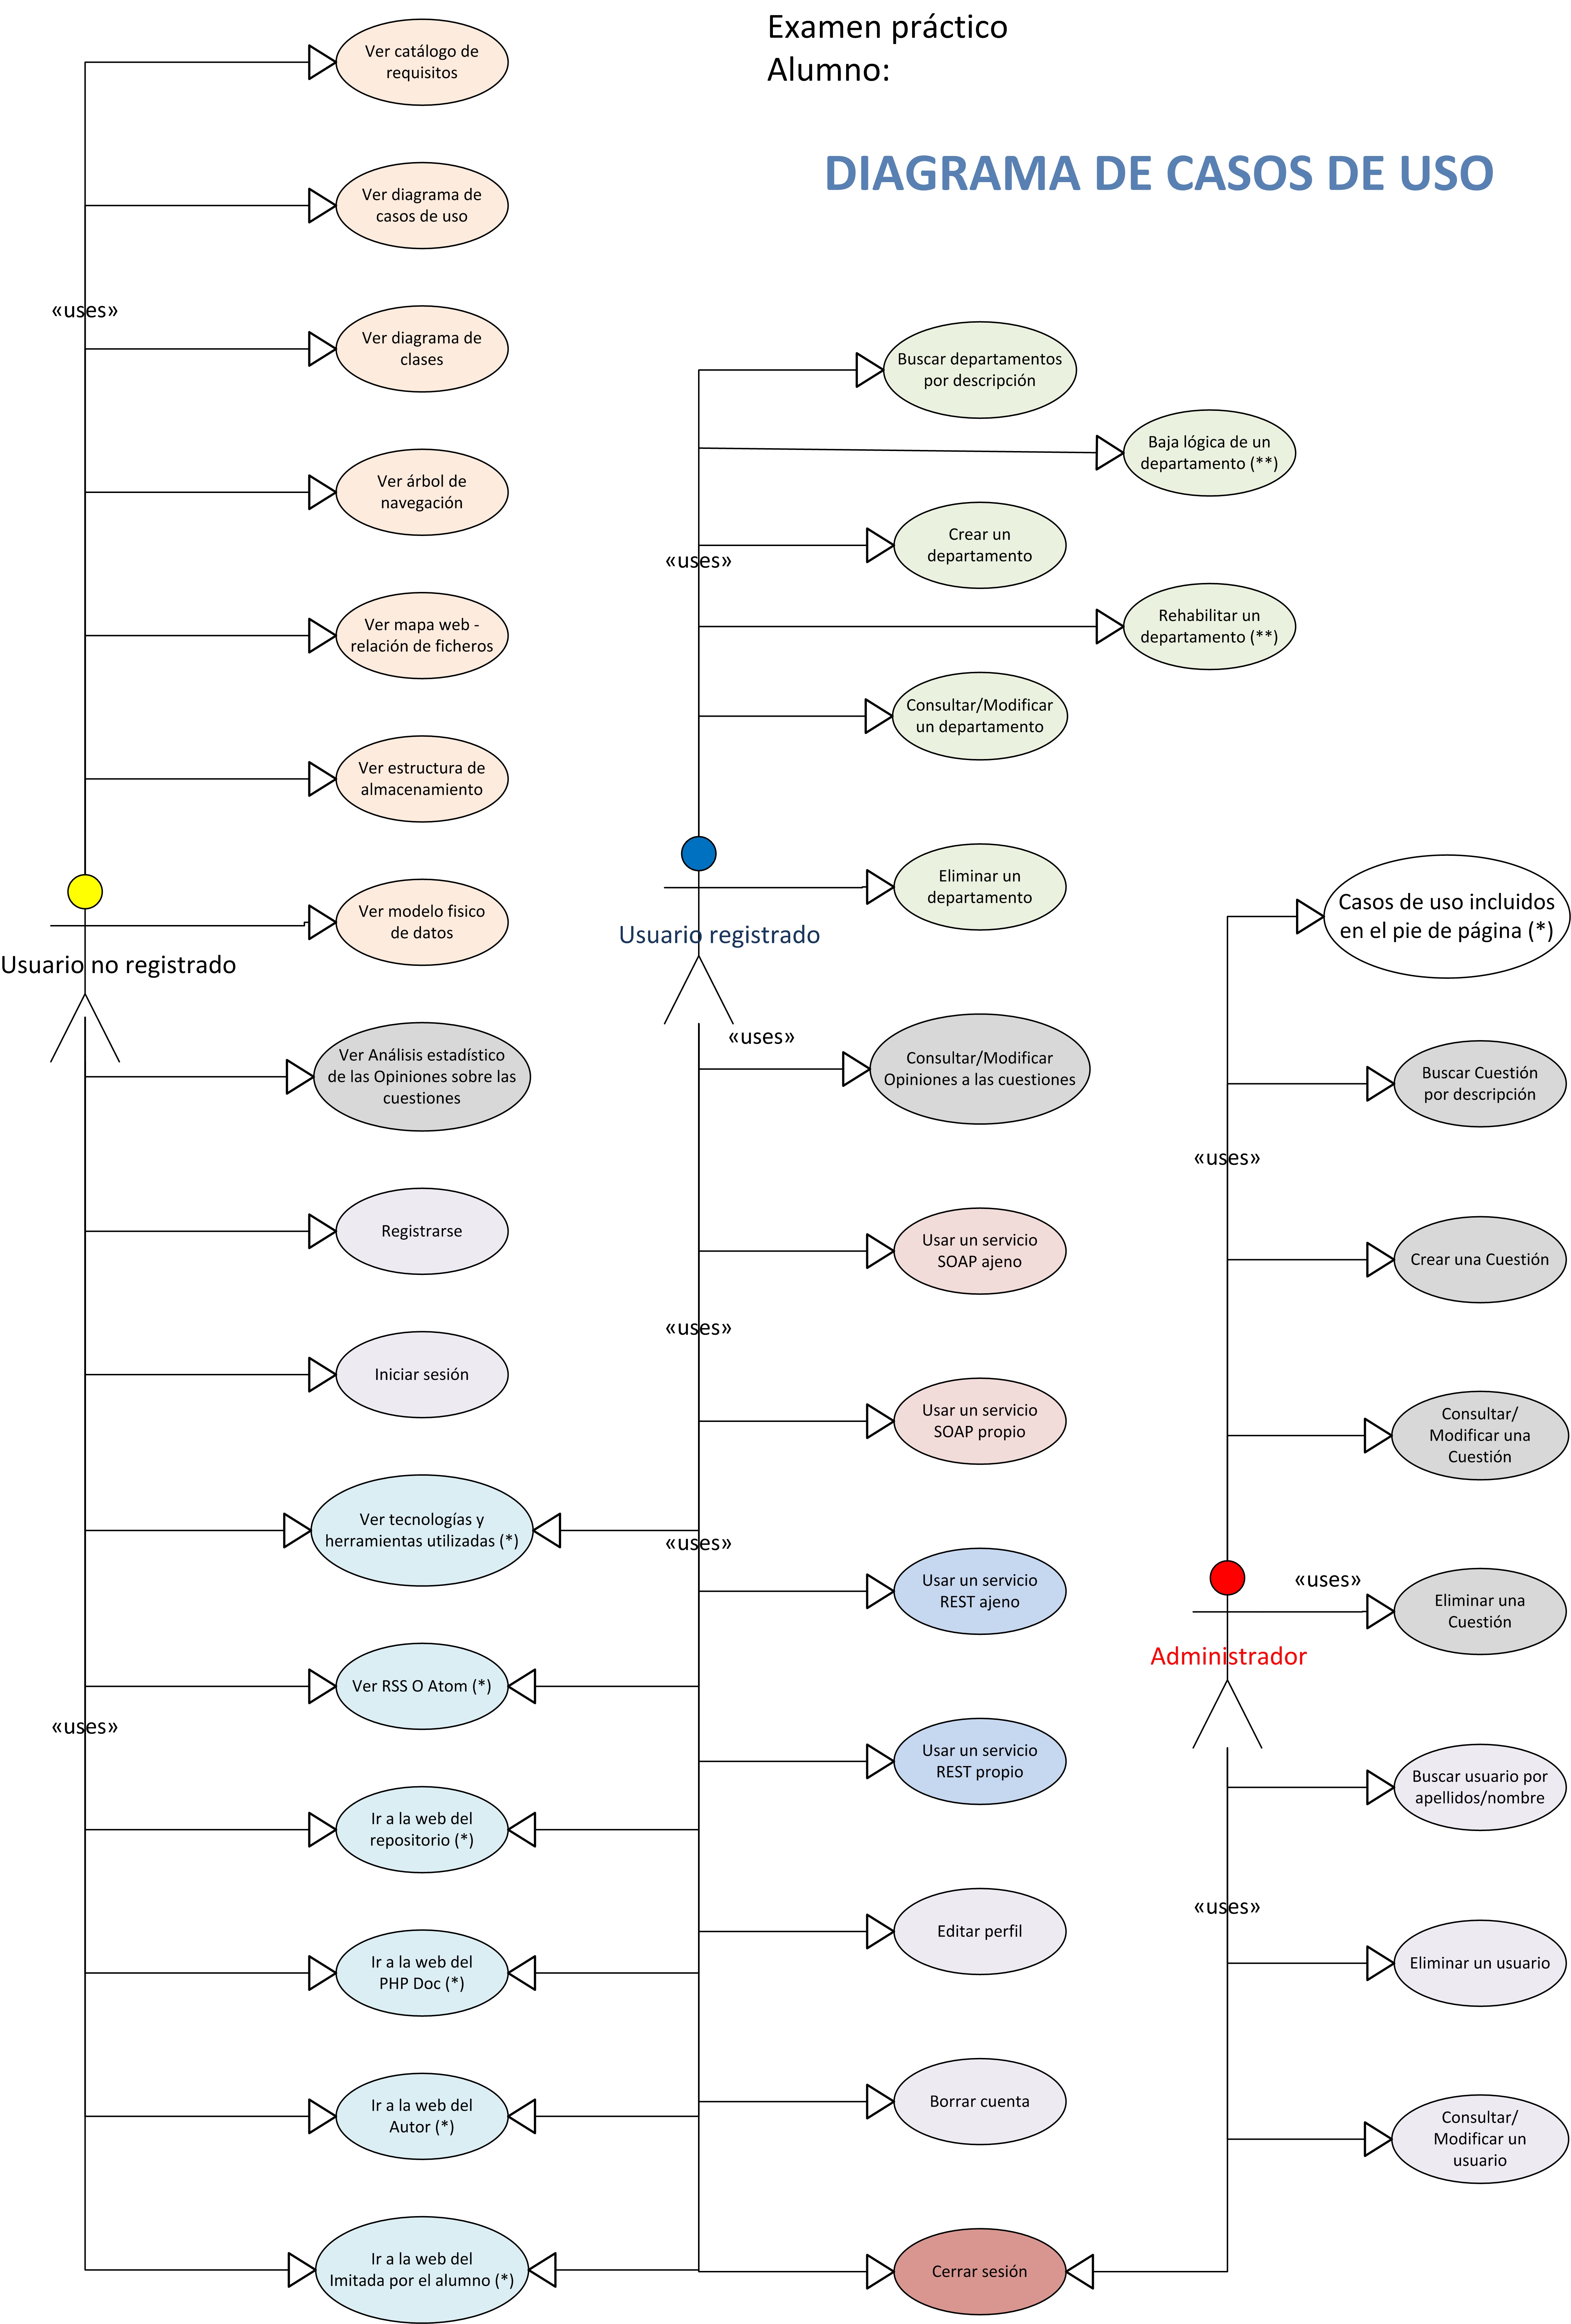 Examen práctico
Alumno:
DIAGRAMA DE CASOS DE USO
Ver catálogo de
requisitos
Ver diagrama de
casos de uso
«uses»
Ver diagrama de
clases
Ver árbol de
navegación
Ver mapa web -
relación de ficheros
Ver estructura de
almacenamiento
Ver modelo fisico
de datos
Usuario no registrado
Ver Análisis estadístico
de las Opiniones sobre las
cuestiones
Registrarse
Iniciar sesión
Ver tecnologías y
herramientas utilizadas (*)
Ver RSS O Atom (*)
«uses»
Ir a la web del
repositorio (*)
Ir a la web del
PHP Doc (*)
Ir a la web del
Autor (*)
Ir a la web del
Imitada por el alumno (*)
Buscar departamentos
por descripción
Baja lógica de un
departamento (**)
Crear un
departamento
«uses»
Rehabilitar un
departamento (**)
Consultar/Modificar
un departamento
Eliminar un
departamento
Usuario registrado
«uses»
Consultar/Modificar
Opiniones a las cuestiones
Usar un servicio
SOAP ajeno
«uses»
Usar un servicio
SOAP propio
«uses»
Usar un servicio
REST ajeno
Usar un servicio
REST propio
Editar perfil
Borrar cuenta
Cerrar sesión
Casos de uso incluidos
en el pie de página (*)
Buscar Cuestión
por descripción
«uses»
Crear una Cuestión
Consultar/
Modificar una
Cuestión
«uses»
Eliminar una
Cuestión
Administrador
Buscar usuario por
apellidos/nombre
«uses»
Eliminar un usuario
Consultar/
Modificar un
usuario